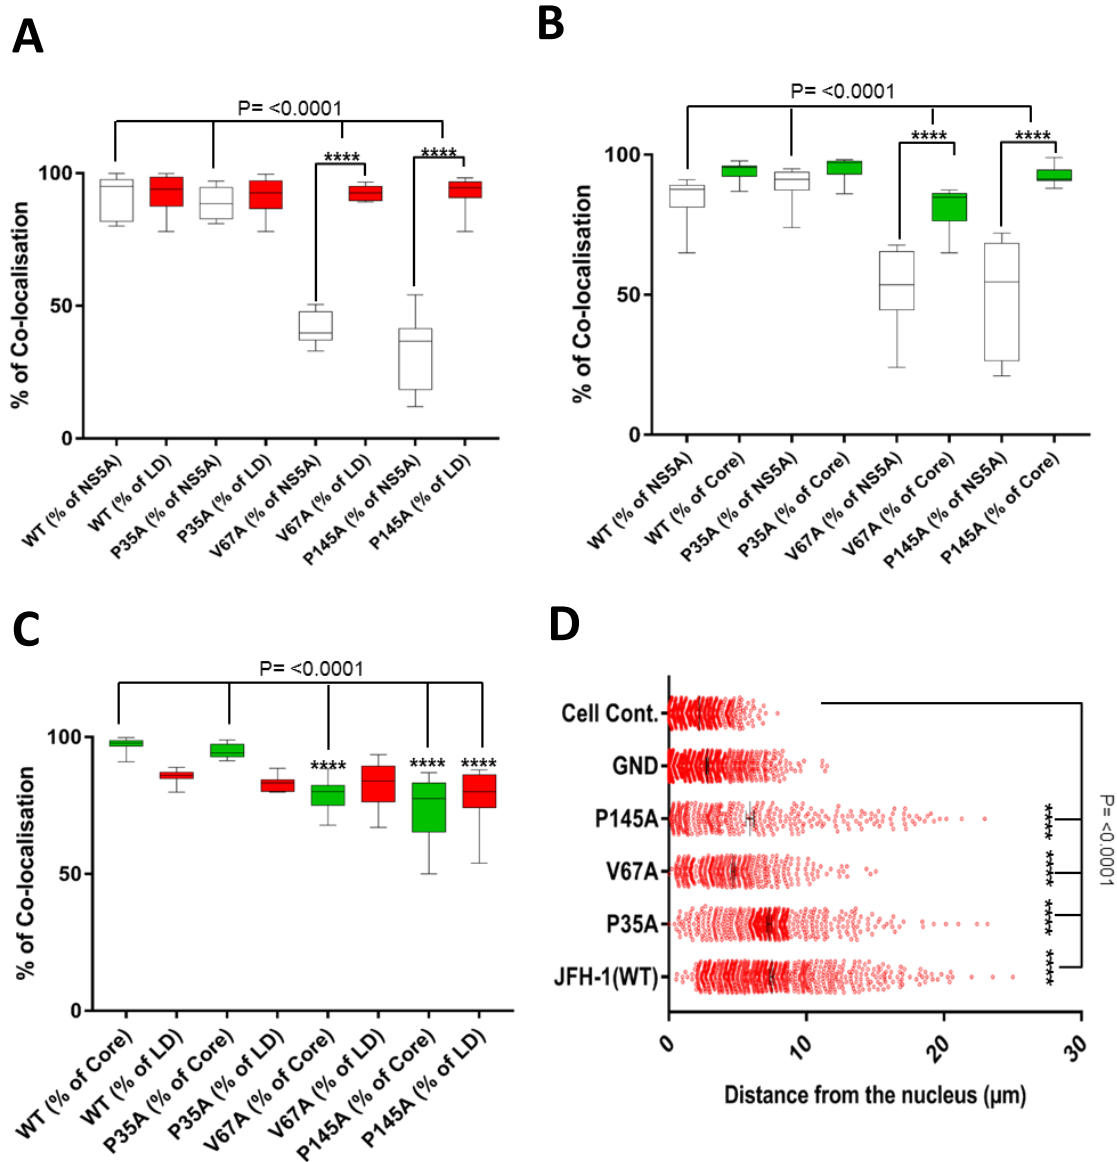 A
P= <0.0001
****
****
100
50
0
% of Co-localisation
WT (% of NS5A)
WT (% of LD)
P35A (% of NS5A)
P35A (% of LD)
V67A (% of NS5A)
V67A (% of LD)
P145A (% of NS5A)
P145A (% of LD)
B
P= <0.0001
****
****
100
50
0
% of Co-localisation
WT (% of NS5A)
WT (% of Core)
P35A (% of NS5A)
P35A (% of Core)
V67A (% of NS5A)
V67A (% of Core)
P145A (% of NS5A)
P145A (% of Core)
C
P= <0.0001
****
****
****
100
50
0
% of Co-localisation
WT (% of Core)
WT (% of LD)
P35A (% of Core)
P35A (% of LD)
V67A (% of Core)
V67A (% of LD)
P145A (% of Core)
P145A (% of LD)
D
Cell Cont.
GND
P145A
V67A
P35A
JFH-1(WT)
****
****
****
****
P= <0.0001
0
10
20
30
Distance from the nucleus (µm)